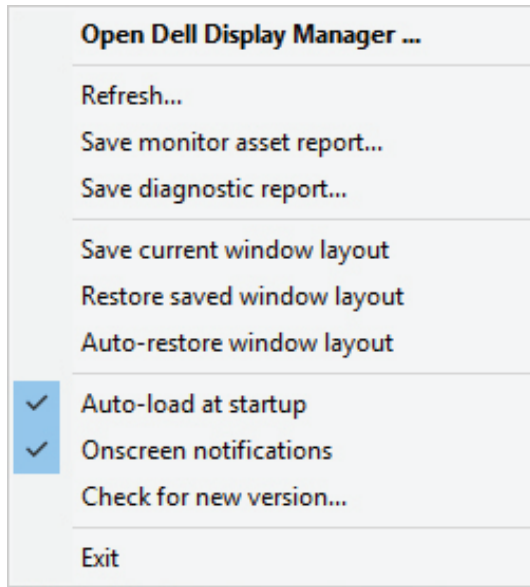 Open Dell Display Manager ...
Refresh...
Save monitor asset report...
Save diagnostic report...
Save current window layout
Restore saved window layout
Auto-restore window layout
Auto-load at startup
Onscreen notifications
Check for new version...
Exit